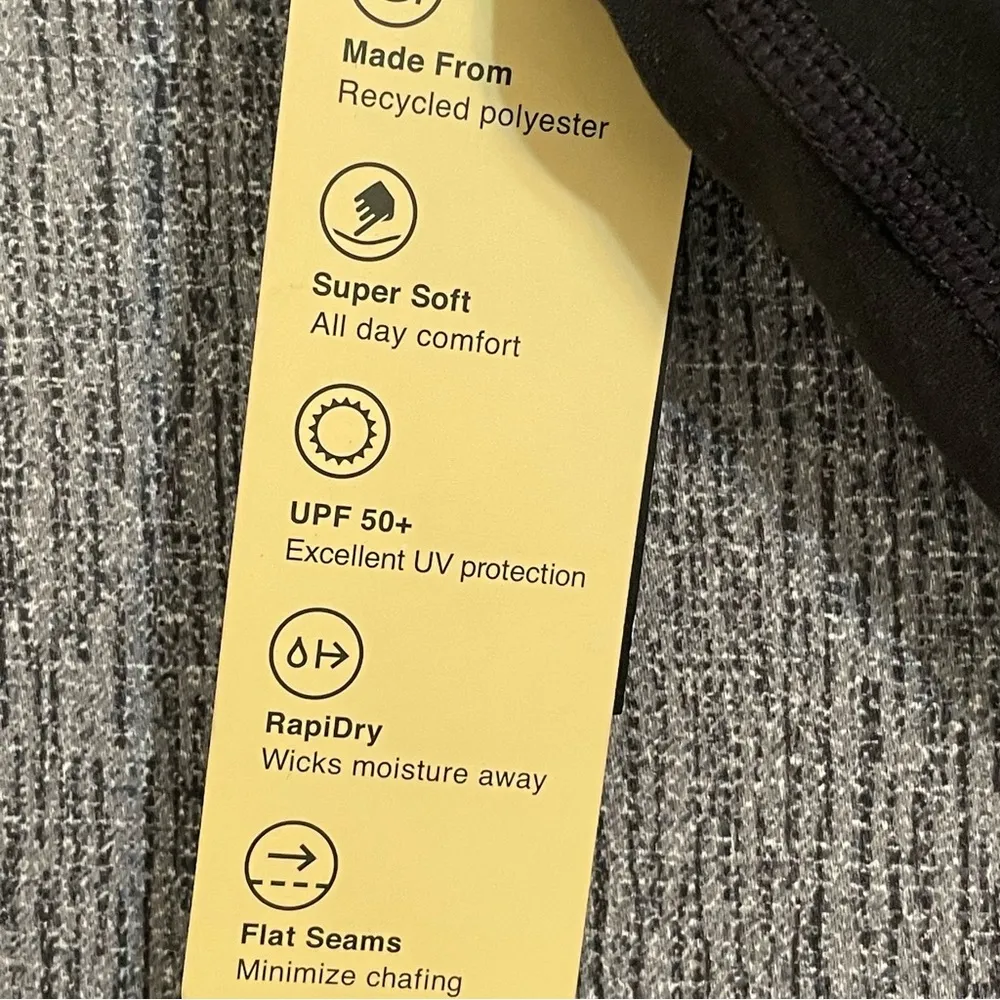 Made From
Recycled polyester
Super Soft
All day comfort
UPF 50+
Excellent UV protection
RapiDry
Wicks moisture away
Flat Seams
Minimize chafing